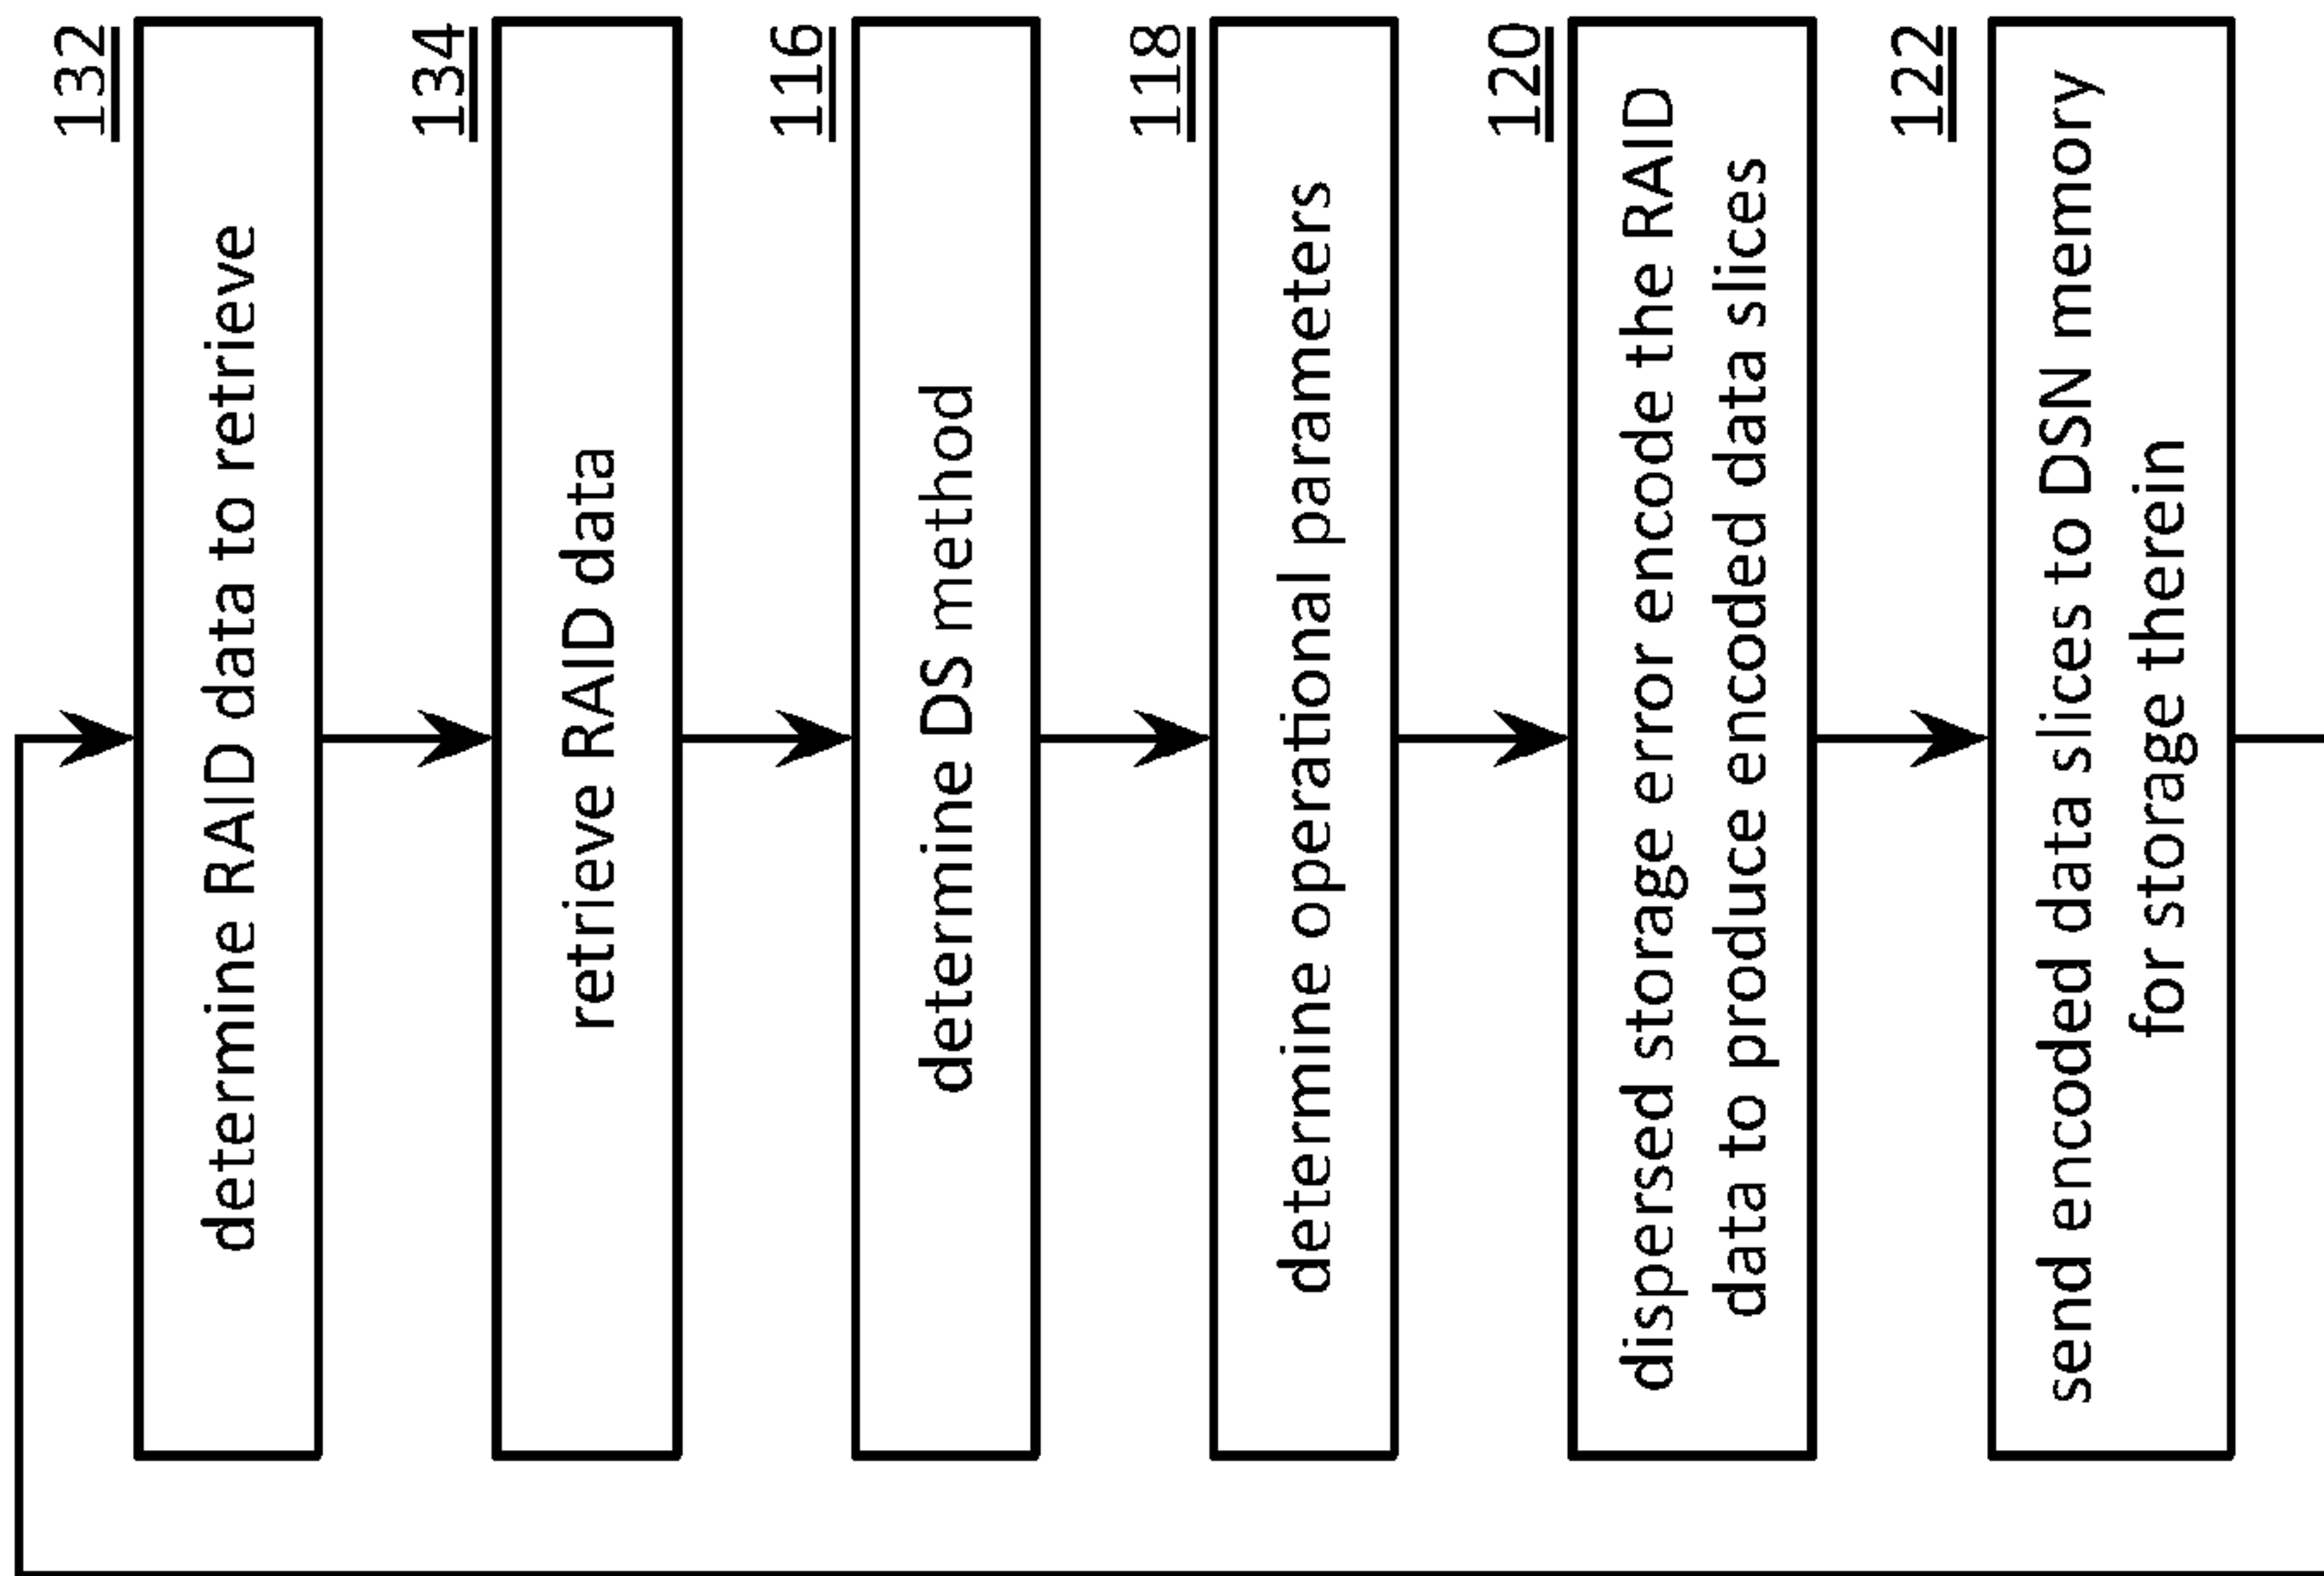 132
determine RAID data to retrieve
134
retrieve RAID data
116
determine DS method
118
determine operational parameters
120
dispersed storage error encode the RAID
data to produce encoded data slices
122
send encoded data slices to DSN memory
for storage therein